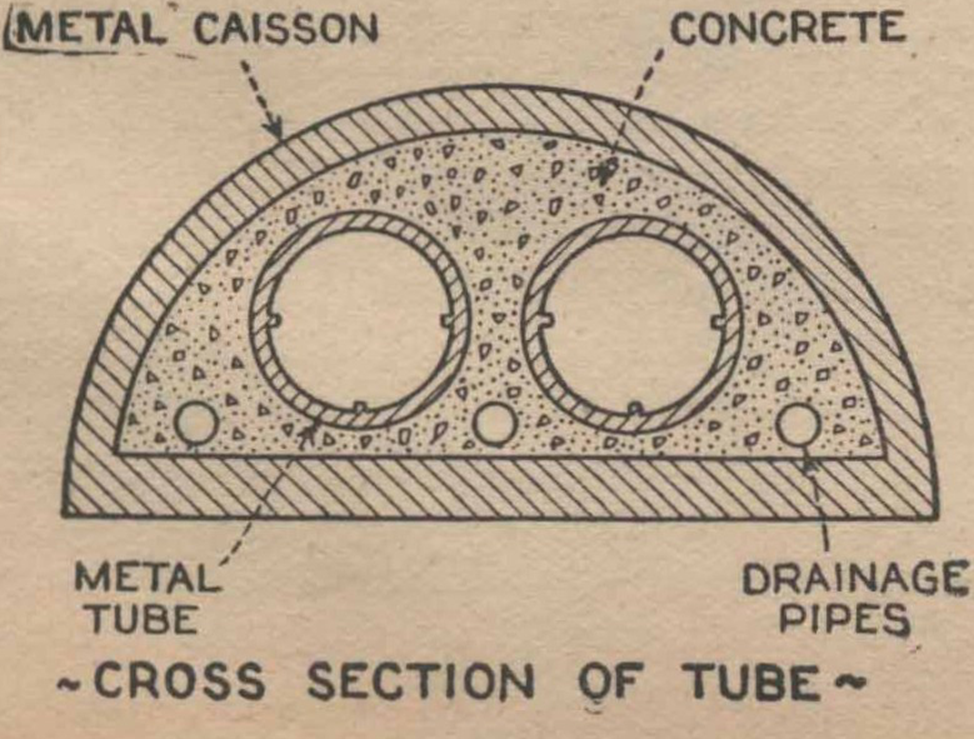 METAL CAISSON
CONCRETE
METAL
TUBE
DRAINAGE
PIPES
~CROSS SECTION OF TUBE~